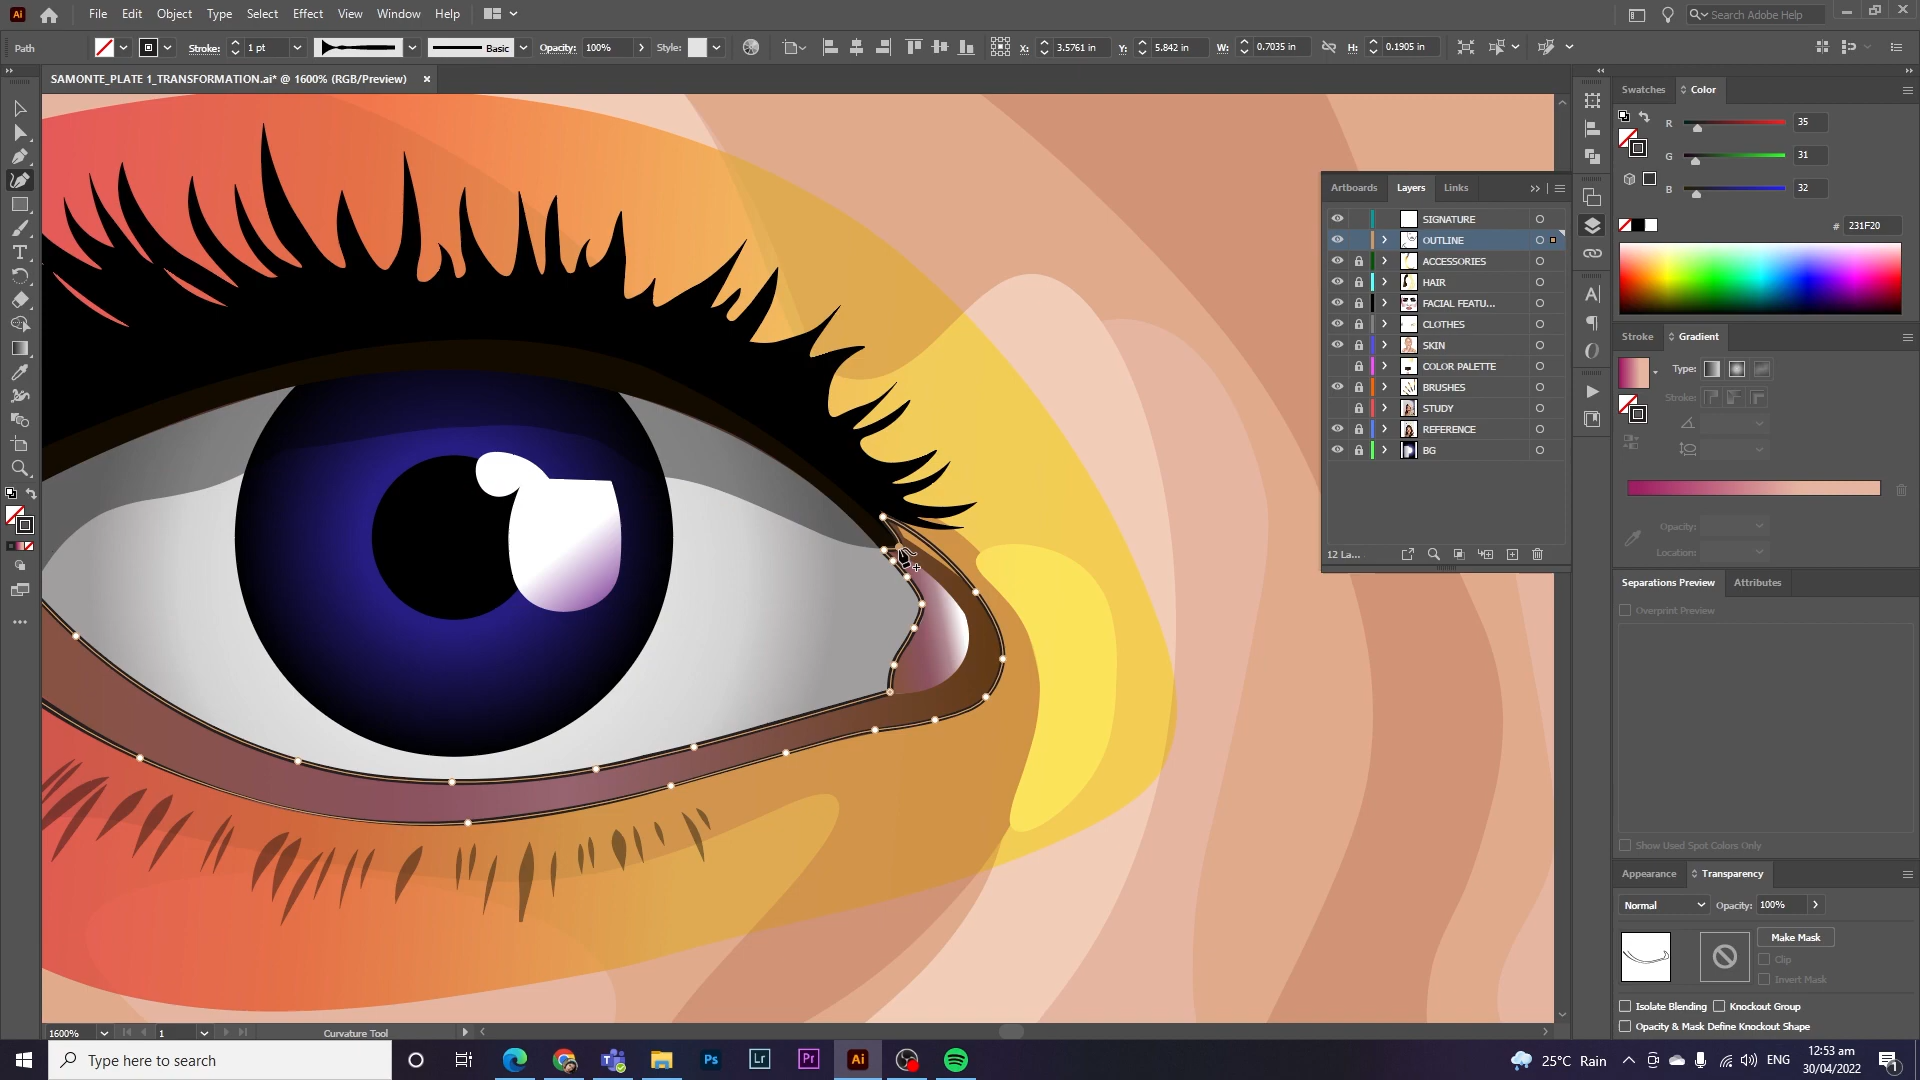 Ai File Edit Object Type Select Effect View Window Help Search Adobe Help
Path Stroke: 1 pt Basic Opacity: 100% Style: X: 3.5761 in Y: 5.842 in W: 0.7035 in H: 0.1905 in
SAMONTE_PLATE 1_TRANSFORMATION.ai* @ 1600% (RGB/Preview) ×
Swatches Color
R 35
G 31
B 32
# 231F20
Artboards Layers Links
SIGNATURE
OUTLINE
ACCESSORIES
HAIR
FACIAL FEATU...
CLOTHES
SKIN
COLOR PALETTE
BRUSHES
STUDY
REFERENCE
BG
12 La...
Stroke Gradient
Type:
Stroke:
Opacity:
Location:
Separations Preview Attributes
Overprint Preview
Show Used Spot Colors Only
Appearance Transparency
Normal Opacity: 100%
Make Mask
Clip
Invert Mask
Isolate Blending Knockout Group
Opacity & Mask Define Knockout Shape
1600% 1 Curvature Tool
Type here to search Ps Lr Pr Ai 25°C Rain ENG 12:53 am
30/04/2022 1